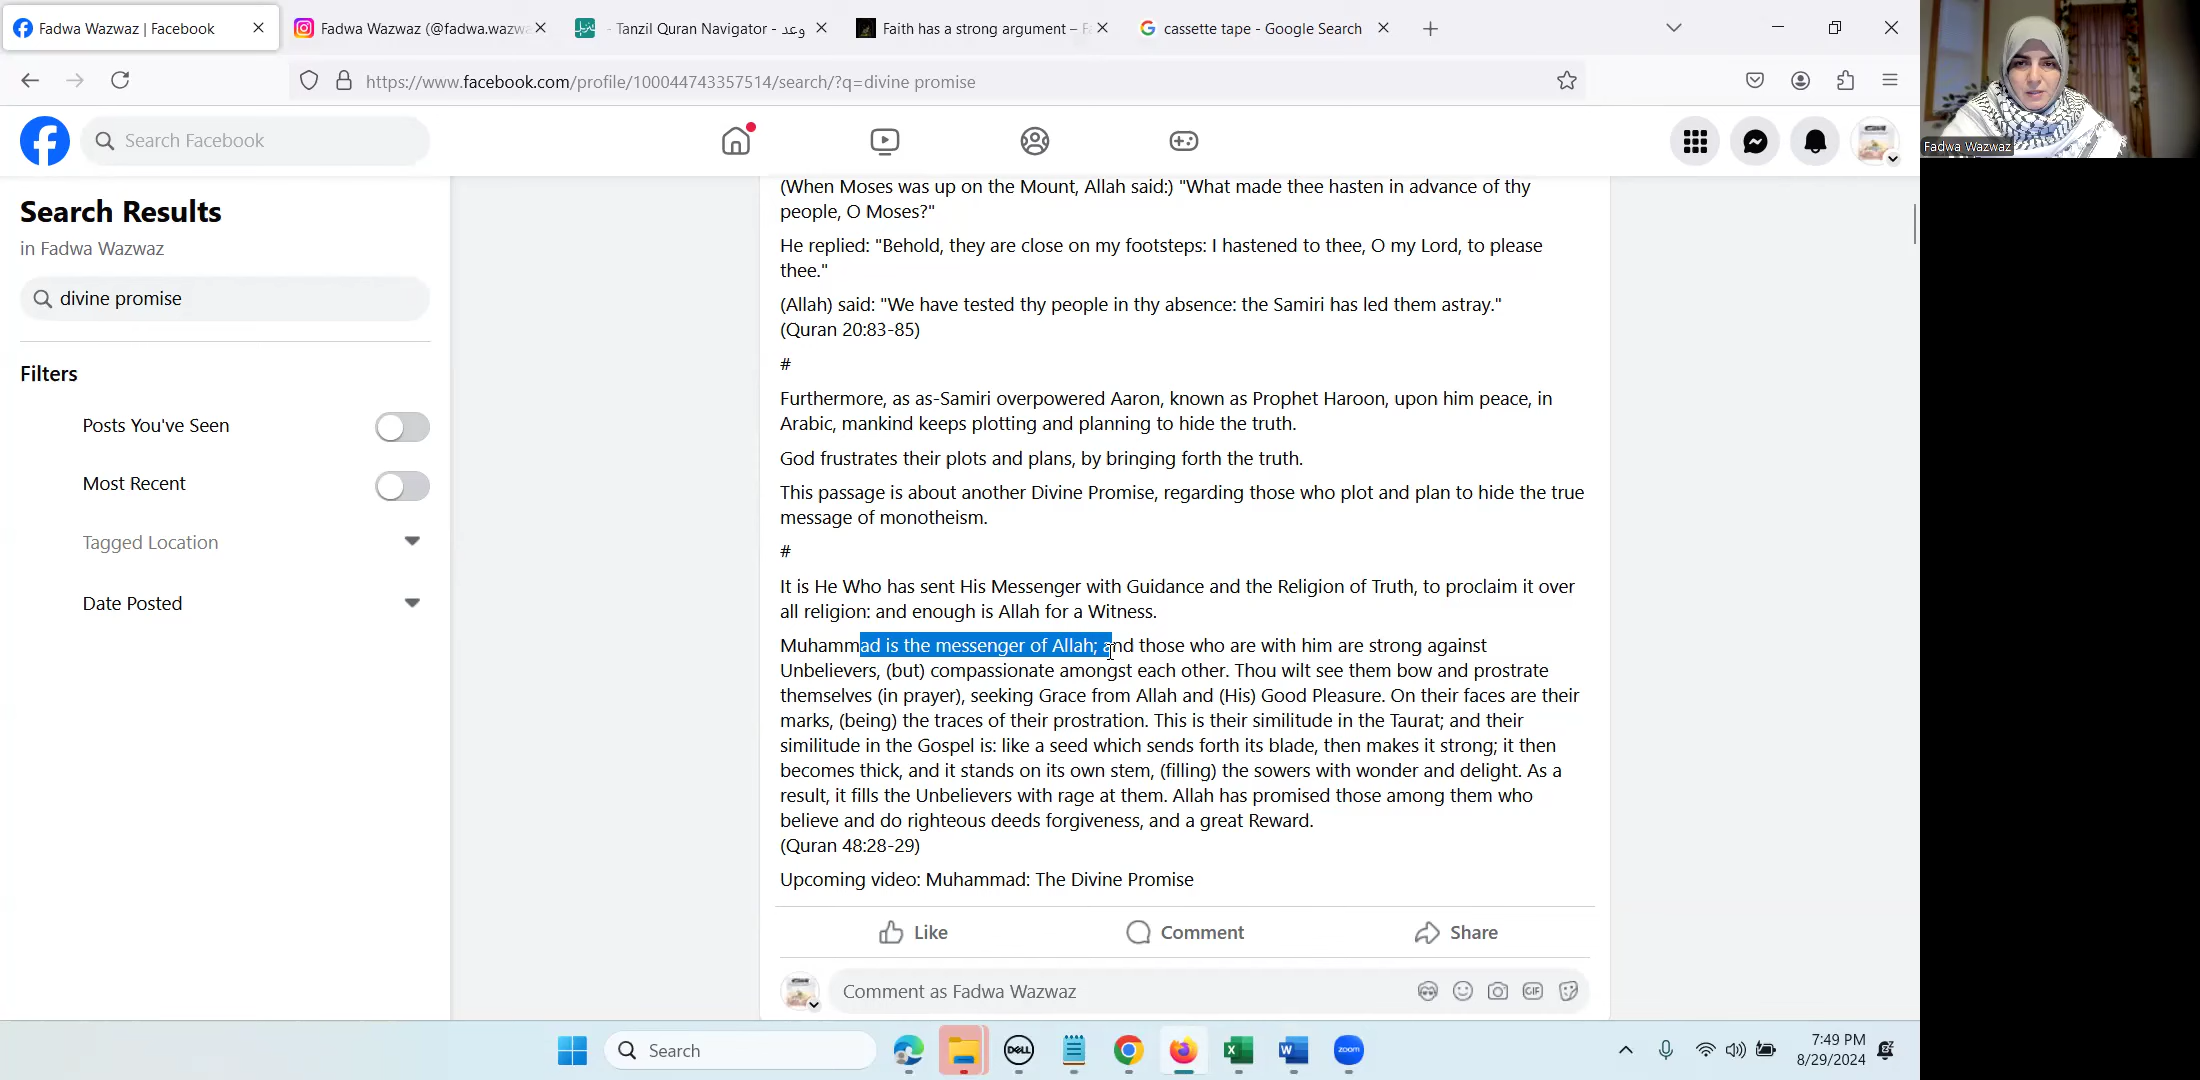 Fadwa Wazwaz | Facebook
Fadwa Wazwaz (@fadwa.wazwa
- Tanzil Quran Navigator - وعد
Faith has a strong argument – F
cassette tape - Google Search
https://www.facebook.com/profile/100044743357514/search/?q=divine promise
Search Facebook
Fadwa Wazwaz
Search Results
in Fadwa Wazwaz
divine promise
Filters
Posts You've Seen
Most Recent
Tagged Location
Date Posted
(When Moses was up on the Mount, Allah said:) "What made thee hasten in advance of thy
people, O Moses?"
He replied: "Behold, they are close on my footsteps: I hastened to thee, O my Lord, to please
thee."
(Allah) said: "We have tested thy people in thy absence: the Samiri has led them astray."
(Quran 20:83-85)
#
Furthermore, as as-Samiri overpowered Aaron, known as Prophet Haroon, upon him peace, in
Arabic, mankind keeps plotting and planning to hide the truth.
God frustrates their plots and plans, by bringing forth the truth.
This passage is about another Divine Promise, regarding those who plot and plan to hide the true
message of monotheism.
#
It is He Who has sent His Messenger with Guidance and the Religion of Truth, to proclaim it over
all religion: and enough is Allah for a Witness.
Muhammad is the messenger of Allah; and those who are with him are strong against
Unbelievers, (but) compassionate amongst each other. Thou wilt see them bow and prostrate
themselves (in prayer), seeking Grace from Allah and (His) Good Pleasure. On their faces are their
marks, (being) the traces of their prostration. This is their similitude in the Taurat; and their
similitude in the Gospel is: like a seed which sends forth its blade, then makes it strong; it then
becomes thick, and it stands on its own stem, (filling) the sowers with wonder and delight. As a
result, it fills the Unbelievers with rage at them. Allah has promised those among them who
believe and do righteous deeds forgiveness, and a great Reward.
(Quran 48:28-29)
Upcoming video: Muhammad: The Divine Promise
Like
Comment
Share
Comment as Fadwa Wazwaz
GIF
Search
DELL
zoom
7:49 PM
8/29/2024